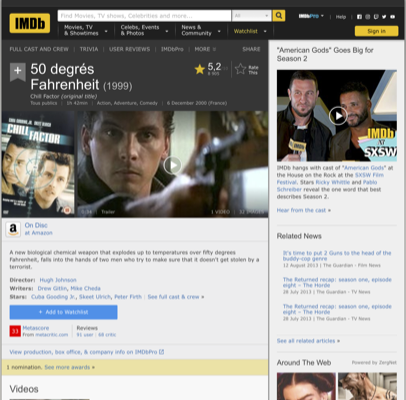 IMDb
Find Movies, TV shows, Celebrities and more...
All
IMDbPro
Help
Movies, TV
& Showtimes
Celebs, Events
& Photos
News &
Community
Watchlist
Sign in
FULL CAST AND CREW | TRIVIA | USER REVIEWS | IMDbPro | MORE
SHARE
50 degrés
Fahrenheit (1999)
5,2
Rate
This
Chill Factor (original title)
Tous publics | 1h 42min | Action, Adventure, Comedy | 6 December 2000 (France)
CHILL
FACTOR
Trailer
1 VIDEO
On Disc
at Amazon
A new biological chemical weapon that explodes up to temperatures over fifty degrees
Fahrenheit, falls into the hands of two men who try to make sure that it doesn't get stolen by a
terrorist.
Director: Hugh Johnson
Writers: Drew Gitlin, Mike Cheda
Stars: Cuba Gooding Jr., Skeet Ulrich, Peter Firth | See full cast & crew »
+ Add to Watchlist
Metascore
From metacritic.com
Reviews
91 user | 68 critic
View production, box office, & company info on IMDbPro
1 nomination. See more awards »
Videos
"American Gods" Goes Big for
Season 2
IMDb
SXSW
IMDb hangs with cast of "American Gods" at
the House on the Rock at the SXSW Film
Festival. Stars Ricky Whittle and Pablo
Schreiber reveal the one word that best
describes Season 2.
Hear from the cast »
Related News
It's time to put 2 Guns to the head of the
buddy-cop genre
12 August 2013 | The Guardian - Film News
The Returned recap: season one, episode
eight – The Horde
28 July 2013 | The Guardian - TV News
The Returned recap: season one, episode
eight – The Horde
28 July 2013 | The Guardian - TV News
See all related articles »
Around The Web
Powered by ZergNet